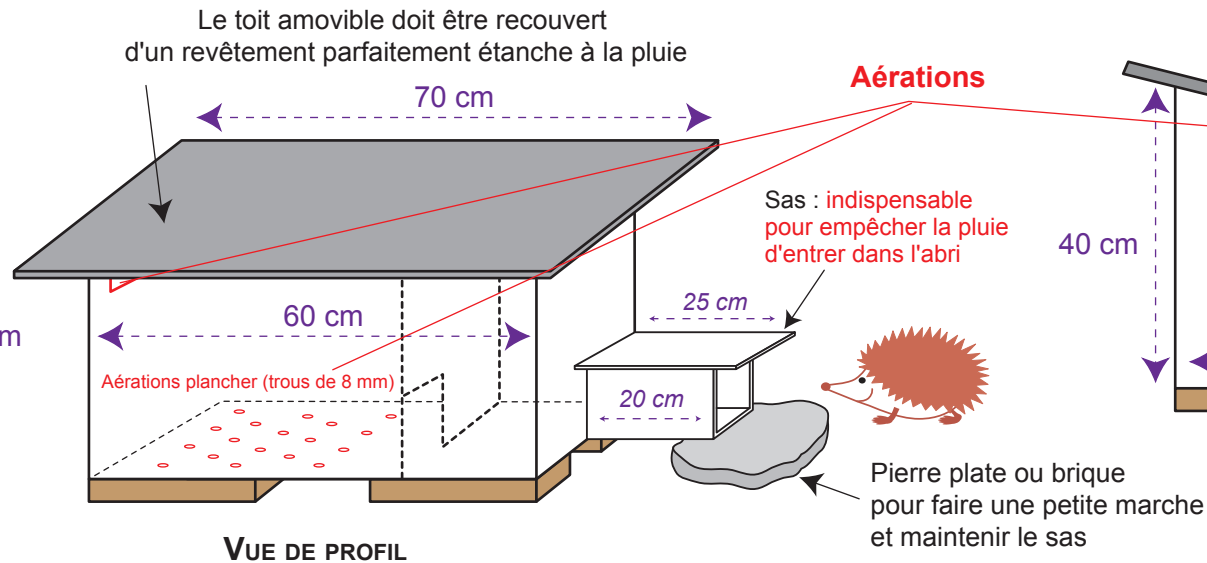 Le toit amovible doit être recouvert
d'un revêtement parfaitement étanche à la pluie
70 cm
Aérations
Sas : indispensable
pour empêcher la pluie
d'entrer dans l'abri
40 cm
25 cm
60 cm
m
Aérations plancher (trous de 8 mm)
20 cm
Pierre plate ou brique
pour faire une petite marche
et maintenir le sas
VUE DE PROFIL